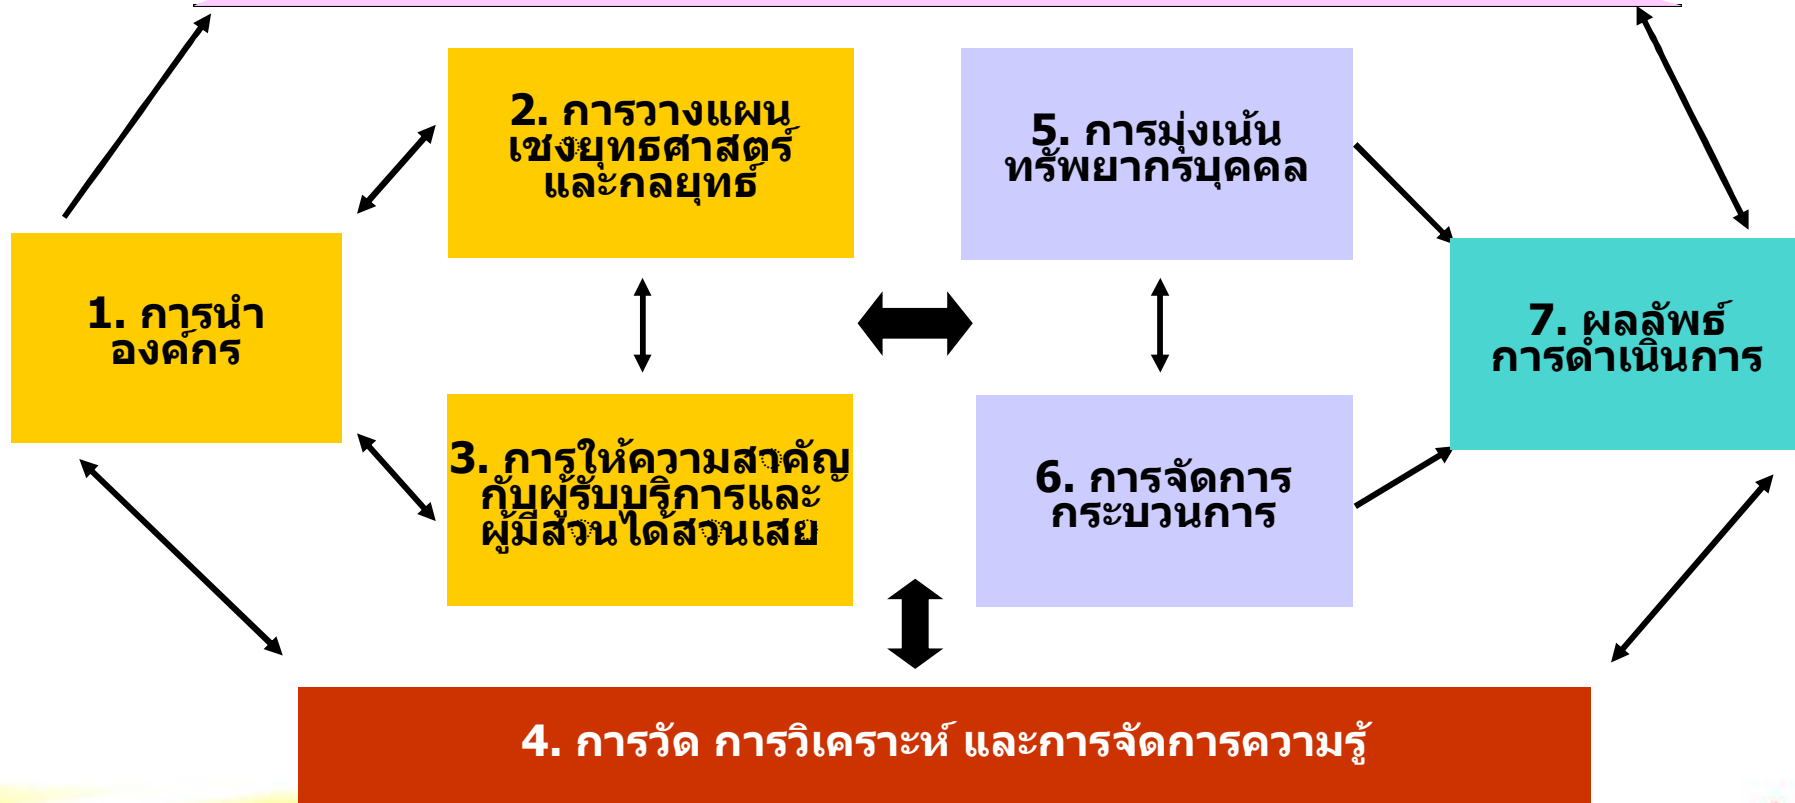 2. การวางแผน
เชิงยุทธศาสตร์
และกลยุทธ์
5. การมุ่งเน้น
ทรัพยากรบุคคล
1. การนำ
องค์กร
7. ผลลัพธ์
การดำเนินการ
3. การให้ความสำคัญ
กับผู้รับบริการและ
ผู้มีส่วนได้ส่วนเสีย
6. การจัดการ
กระบวนการ
4. การวัด การวิเคราะห์ และการจัดการความรู้